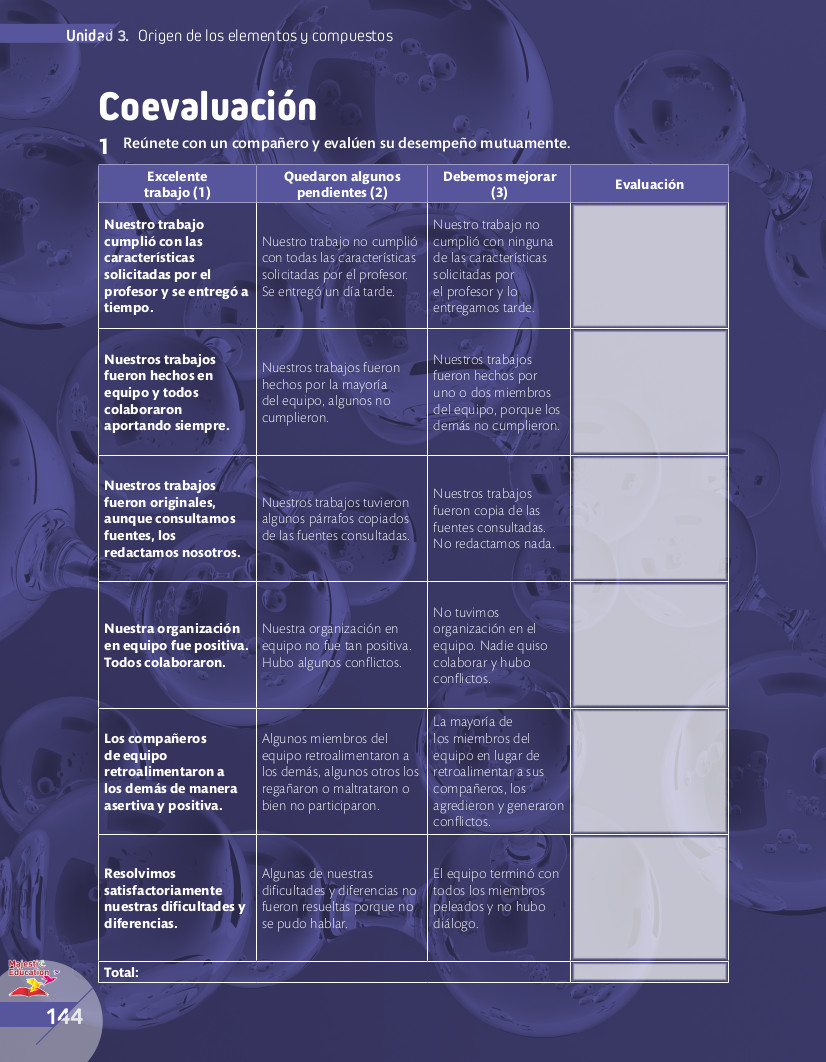 Unidad 3. Origen de los elementos y compuestos
Coevaluación
1 Reúnete con un compañero y evalúen su desempeño mutuamente.
Excelente
trabajo (1)
Quedaron algunos
pendientes (2)
Debemos mejorar
(3)
Evaluación
Nuestro trabajo
cumplió con las
características
solicitadas por el
profesor y se entregó a
tiempo.
Nuestro trabajo no cumplió
con todas las características
solicitadas por el profesor.
Se entregó un día tarde.
Nuestro trabajo no
cumplió con ninguna
de las características
solicitadas por
el profesor y lo
entregamos tarde.
Nuestros trabajos
fueron hechos en
equipo y todos
colaboraron
aportando siempre.
Nuestros trabajos fueron
hechos por la mayoría
del equipo, algunos no
cumplieron.
Nuestros trabajos
fueron hechos por
uno o dos miembros
del equipo, porque los
demás no cumplieron.
Nuestros trabajos
fueron originales,
aunque consultamos
fuentes, los
redactamos nosotros.
Nuestros trabajos tuvieron
algunos párrafos copiados
de las fuentes consultadas.
Nuestros trabajos
fueron copia de las
fuentes consultadas.
No redactamos nada.
Nuestra organización
en equipo fue positiva.
Todos colaboraron.
Nuestra organización en
equipo no fue tan positiva.
Hubo algunos conflictos.
No tuvimos
organización en el
equipo. Nadie quiso
colaborar y hubo
conflictos.
Los compañeros
de equipo
retroalimentaron a
los demás de manera
asertiva y positiva.
Algunos miembros del
equipo retroalimentaron a
los demás, algunos otros los
regañaron o maltrataron o
bien no participaron.
La mayoría de
los miembros del
equipo en lugar de
retroalimentar a sus
compañeros, los
agredieron y generaron
conflictos.
Resolvimos
satisfactoriamente
nuestras dificultades y
diferencias.
Algunas de nuestras
dificultades y diferencias no
fueron resueltas porque no
se pudo hablar.
El equipo terminó con
todos los miembros
peleados y no hubo
diálogo.
Total:
Majestic
Education
144